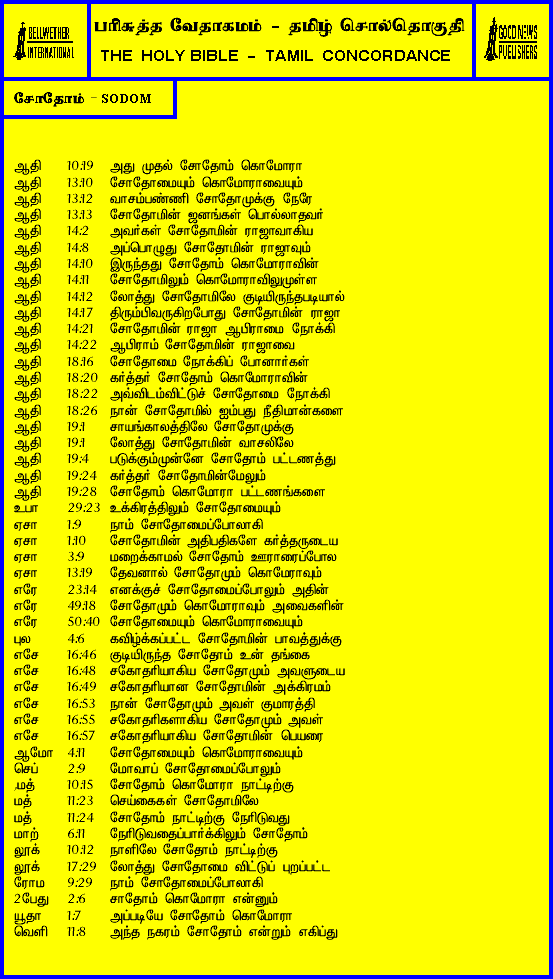 BELLWETHER INTERNATIONAL
பரிசுத்த வேதாகமம் - தமிழ் சொல்தொகுதி
THE HOLY BIBLE - TAMIL CONCORDANCE
GOOD NEWS PUBLISHERS
சோதோம் - SODOM
ஆதி 10:19 அது முதல் சோதோம் கொமோரா
ஆதி 13:10 சோதோமையும் கொமோராவையும்
ஆதி 13:12 வாசம்பண்ணி சோதோமுக்கு நேரே
ஆதி 13:13 சோதோமின் ஜனங்கள் பொல்லாதவர்
ஆதி 14:2 அவர்கள் சோதோமின் ராஜாவாகிய
ஆதி 14:8 அப்பொழுது சோதோமின் ராஜாவும்
ஆதி 14:10 இருந்தது சோதோம் கொமோராவின்
ஆதி 14:11 சோதோமிலும் கொமோராவிலுமுள்ள
ஆதி 14:12 லோத்து சோதோமிலே குடியிருந்தபடியால்
ஆதி 14:17 திரும்பிவருகிறபோது சோதோமின் ராஜா
ஆதி 14:21 சோதோமின் ராஜா ஆபிராமை நோக்கி
ஆதி 14:22 ஆபிராம் சோதோமின் ராஜாவை
ஆதி 18:16 சோதோமை நோக்கிப் போனார்கள்
ஆதி 18:20 கர்த்தர் சோதோம் கொமோராவின்
ஆதி 18:22 அவ்விடம்விட்டுச் சோதோமை நோக்கி
ஆதி 18:26 நான் சோதோமில் ஐம்பது நீதிமான்களை
ஆதி 19:1 சாயங்காலத்திலே சோதோமுக்கு
ஆதி 19:1 லோத்து சோதோமின் வாசலிலே
ஆதி 19:4 படுக்கும்முன்னே சோதோம் பட்டணத்து
ஆதி 19:24 கர்த்தர் சோதோமின்மேலும்
ஆதி 19:28 சோதோம் கொமோரா பட்டணங்களை
உபா 29:23 உக்கிரத்திலும் சோதோமையும்
ஏசா 1:9 நாம் சோதோமைப்போலாகி
ஏசா 1:10 சோதோமின் அதிபதிகளே கர்த்தருடைய
ஏசா 3:9 மறைக்காமல் சோதோம் ஊராரைப்போல
ஏசா 13:19 தேவனால் சோதோமும் கொமேராவும்
எரே 23:14 எனக்குச் சோதோமைப்போலும் அதின்
எரே 49:18 சோதோமும் கொமோராவும் அவைகளின்
எரே 50:40 சோதோமையும் கொமோராவையும்
புல 4:6 கவிழ்க்கப்பட்ட சோதோமின் பாவத்துக்கு
எசே 16:46 குடியிருந்த சோதோம் உன் தங்கை
எசே 16:48 சகோதரியாகிய சோதோமும் அவளுடைய
எசே 16:49 சகோதரியான சோதோமின் அக்கிரமம்
எசே 16:53 நான் சோதோமும் அவள் குமாரத்தி
எசே 16:55 சகோதரிகளாகிய சோதோமும் அவள்
எசே 16:57 சகோதரியாகிய சோதோமின் பெயரை
ஆமோ 4:11 சோதோமையும் கொமோராவையும்
செப் 2:9 மோவாப் சோதோமைப்போலும்
.மத் 10:15 சோதோம் கொமோரா நாட்டிற்கு
மத் 11:23 செய்கைகள் சோதோமிலே
மத் 11:24 சோதோம் நாட்டிற்கு நேரிடுவது
மாற் 6:11 நேரிடுவதைப்பார்க்கிலும் சோதோம்
லூக் 10:12 நாளிலே சோதோம் நாட்டிற்கு
லூக் 17:29 லோத்து சோதோமை விட்டுப் புறப்பட்ட
ரோம 9:29 நாம் சோதோமைப்போலாகி
2பேது 2:6 சாதோம் கொமோரா என்னும்
யூதா 1:7 அப்படியே சோதோம் கொமோரா
வெளி 11:8 அந்த நகரம் சோதோம் என்றும் எகிப்து